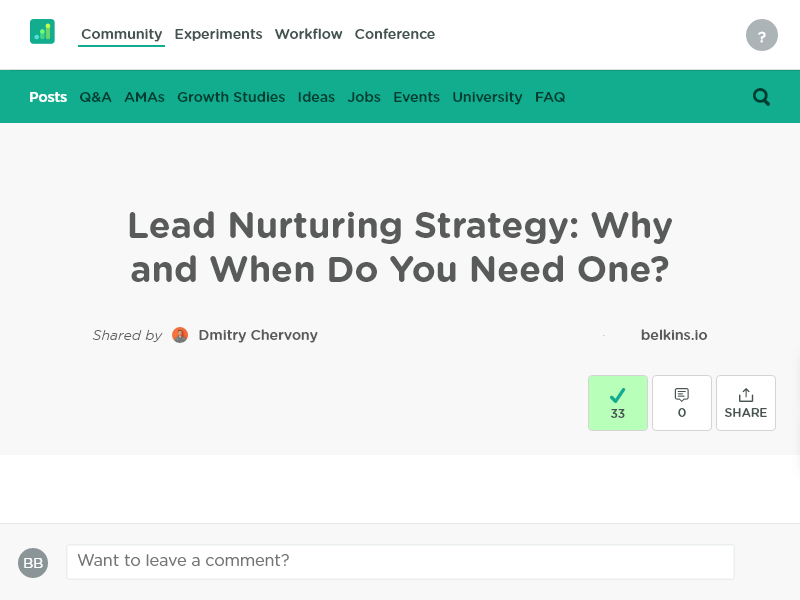 Community Experiments Workflow Conference
?
Posts Q&A AMAs Growth Studies Ideas Jobs Events University FAQ
Lead Nurturing Strategy: Why
and When Do You Need One?
Shared by Dmitry Chervony
belkins.io
33
0
SHARE
BB
Want to leave a comment?